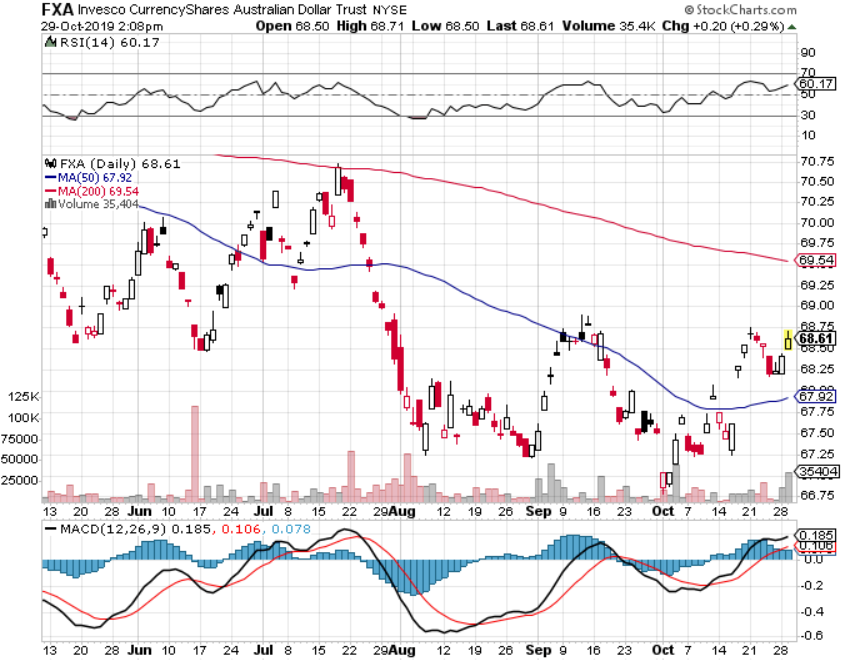 FXA Invesco CurrencyShares Australian Dollar Trust NYSE © StockCharts.com
29-Oct-2019 2:08pm Open 68.50 High 68.71 Low 68.50 Last 68.61 Volume 35.4K Chg +0.20 (+0.29%)
RSI(14) 60.17
90
70
60.17
50
30
10
FXA (Daily) 68.61
MA(50) 67.92
MA(200) 69.54
Volume 35,404
70.75
70.50
70.25
70.00
69.75
69.54
69.25
69.00
68.75
68.61
68.50
68.25
68.00
67.92
67.75
67.50
67.25
35404
66.75
125K
100K
75000
50000
25000
13 20 28 Jun 10 17 24 Jul 8 15 22 29 Aug 12 19 26 Sep 9 16 23 Oct 7 14 21 28
MACD(12,26,9) 0.185, 0.106, 0.078
0.185
0.106
0.0
-0.2
-0.4
-0.6
13 20 28 Jun 10 17 24 Jul 8 15 22 29 Aug 12 19 26 Sep 9 16 23 Oct 7 14 21 28